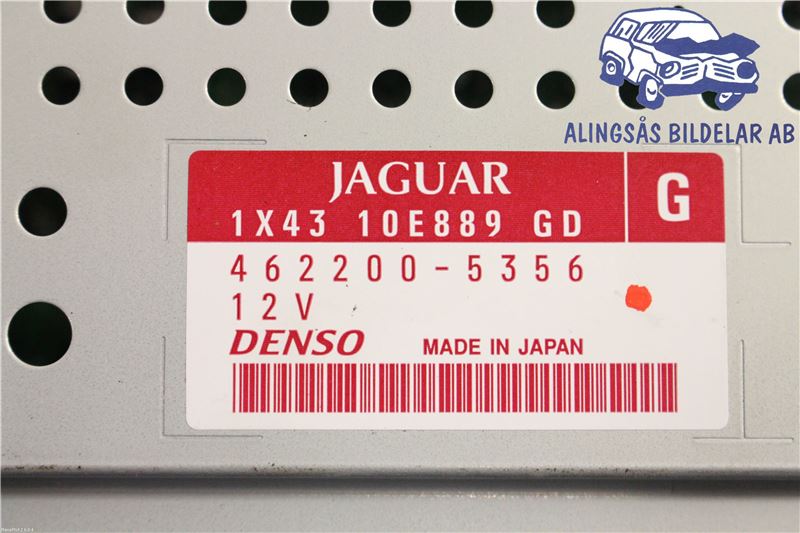 ALINGSÅS BILDELAR AB
JAGUAR
G
1X43 10E889 GD
462200-5356
12V
DENSO MADE IN JAPAN